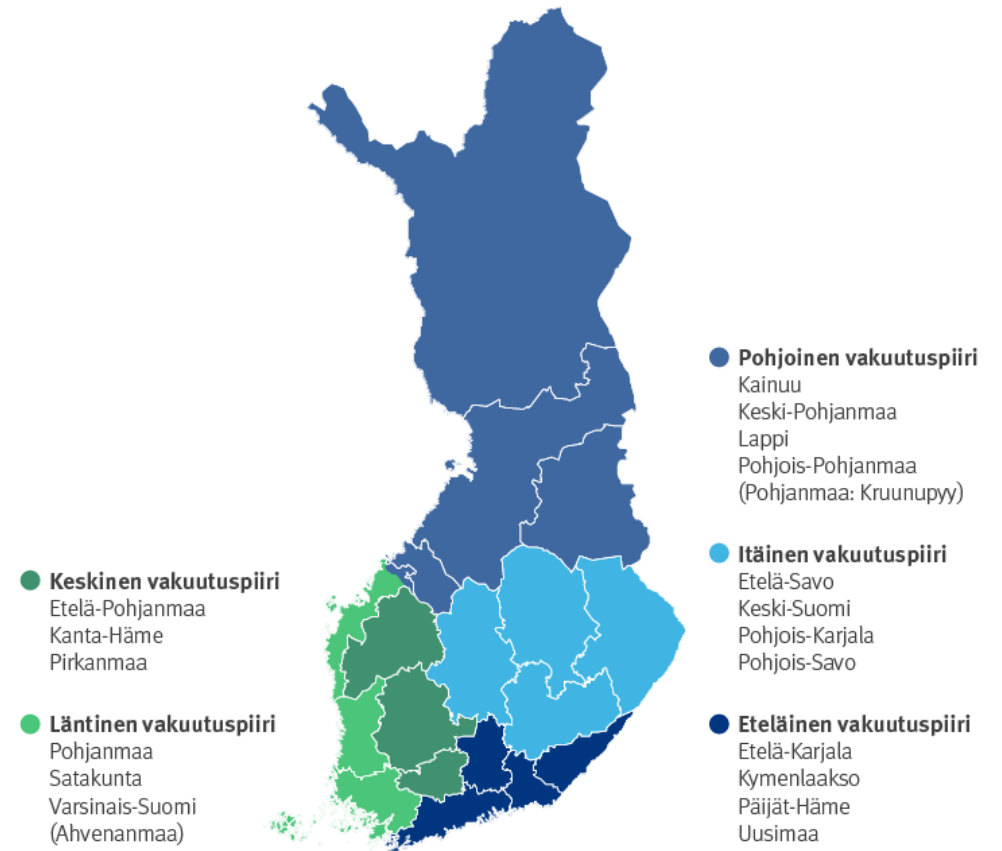 Pohjoinen vakuutuspiiri
Kainuu
Keski-Pohjanmaa
Lappi
Pohjois-Pohjanmaa
(Pohjanmaa: Kruunupyy)
Itäinen vakuutuspiiri
Etelä-Savo
Keski-Suomi
Pohjois-Karjala
Pohjois-Savo
Keskinen vakuutuspiiri
Etelä-Pohjanmaa
Kanta-Häme
Pirkanmaa
Läntinen vakuutuspiiri
Pohjanmaa
Satakunta
Varsinais-Suomi
(Ahvenanmaa)
Eteläinen vakuutuspiiri
Etelä-Karjala
Kymenlaakso
Päijät-Häme
Uusimaa